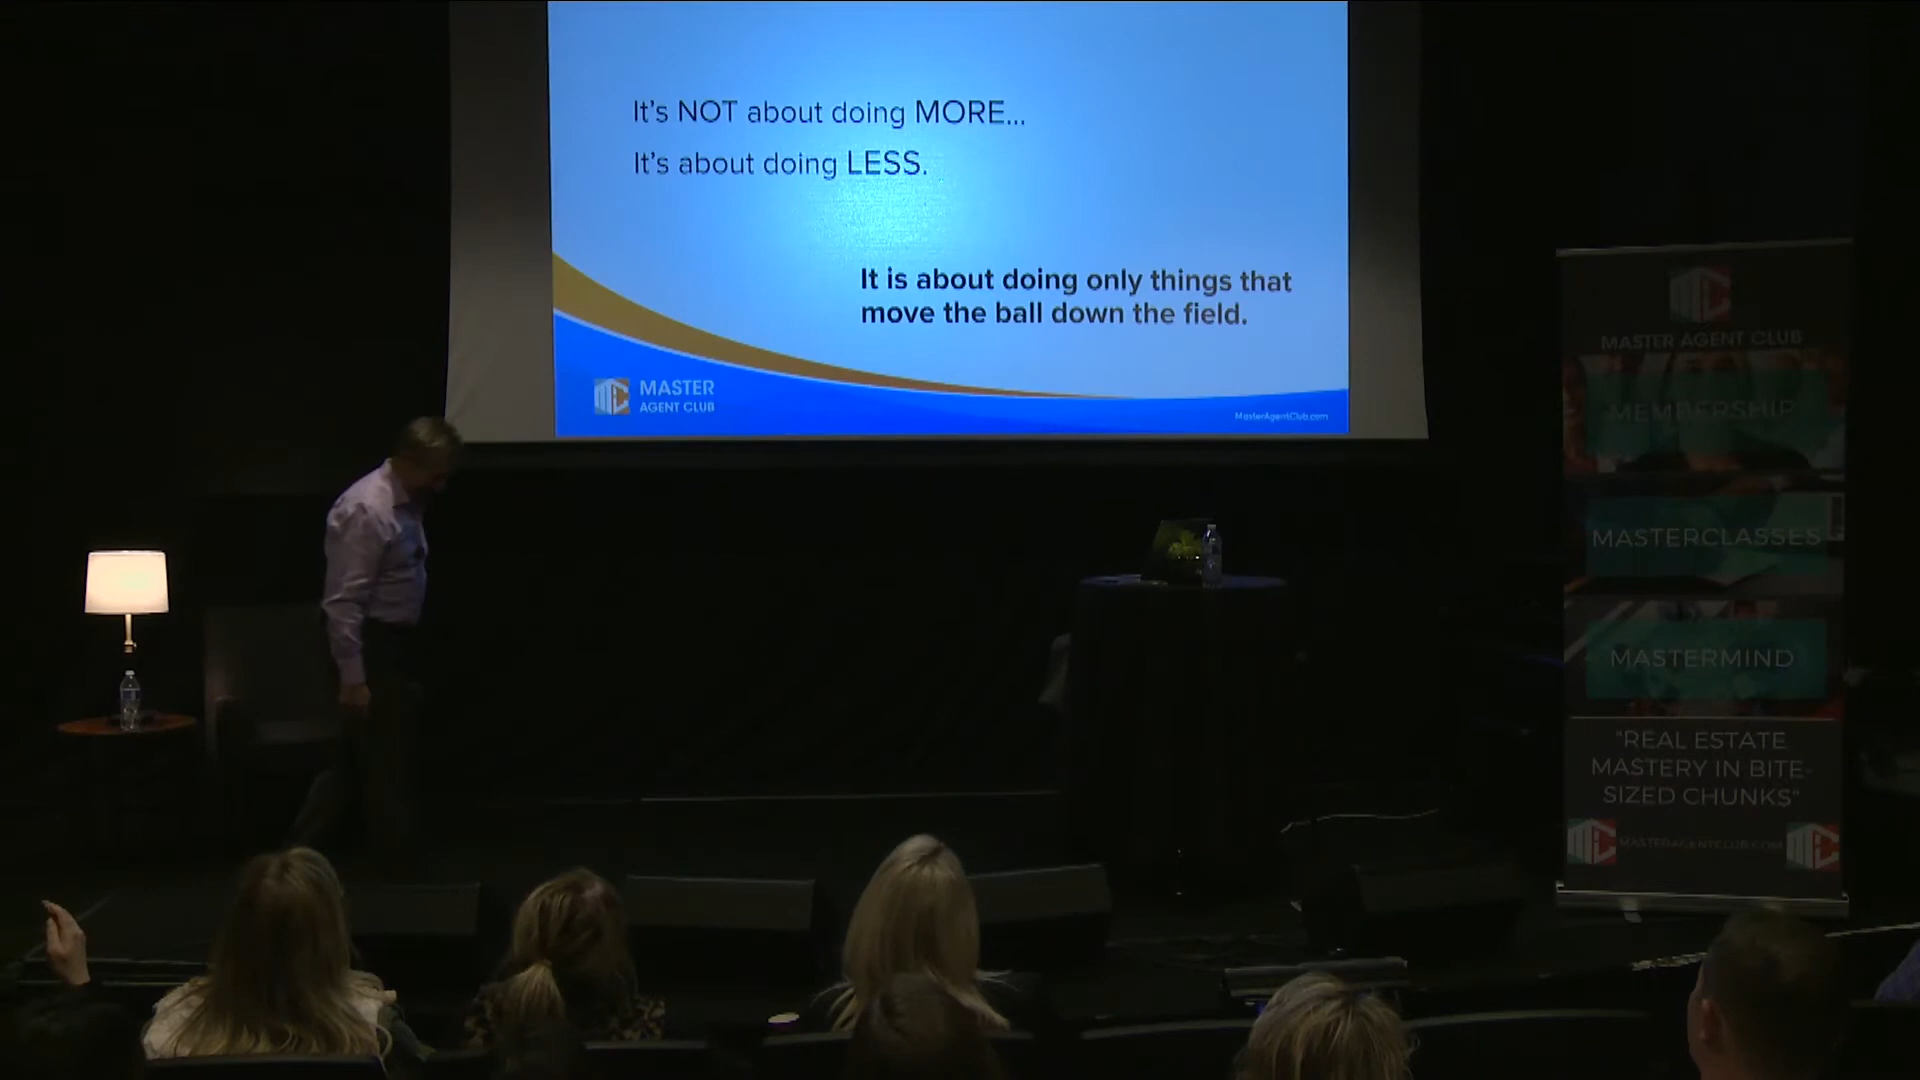 It's NOT about doing MORE...
It's about doing LESS.
It is about doing only things that
move the ball down the field.
MASTER
AGENT CLUB
MasterAgentClub.com
MASTER AGENT CLUB
MEMBERSHIP
MASTERCLASSES
MASTERMIND
"REAL ESTATE
MASTERY IN BITE-
SIZED CHUNKS"
MASTERAGENTCLUB.COM